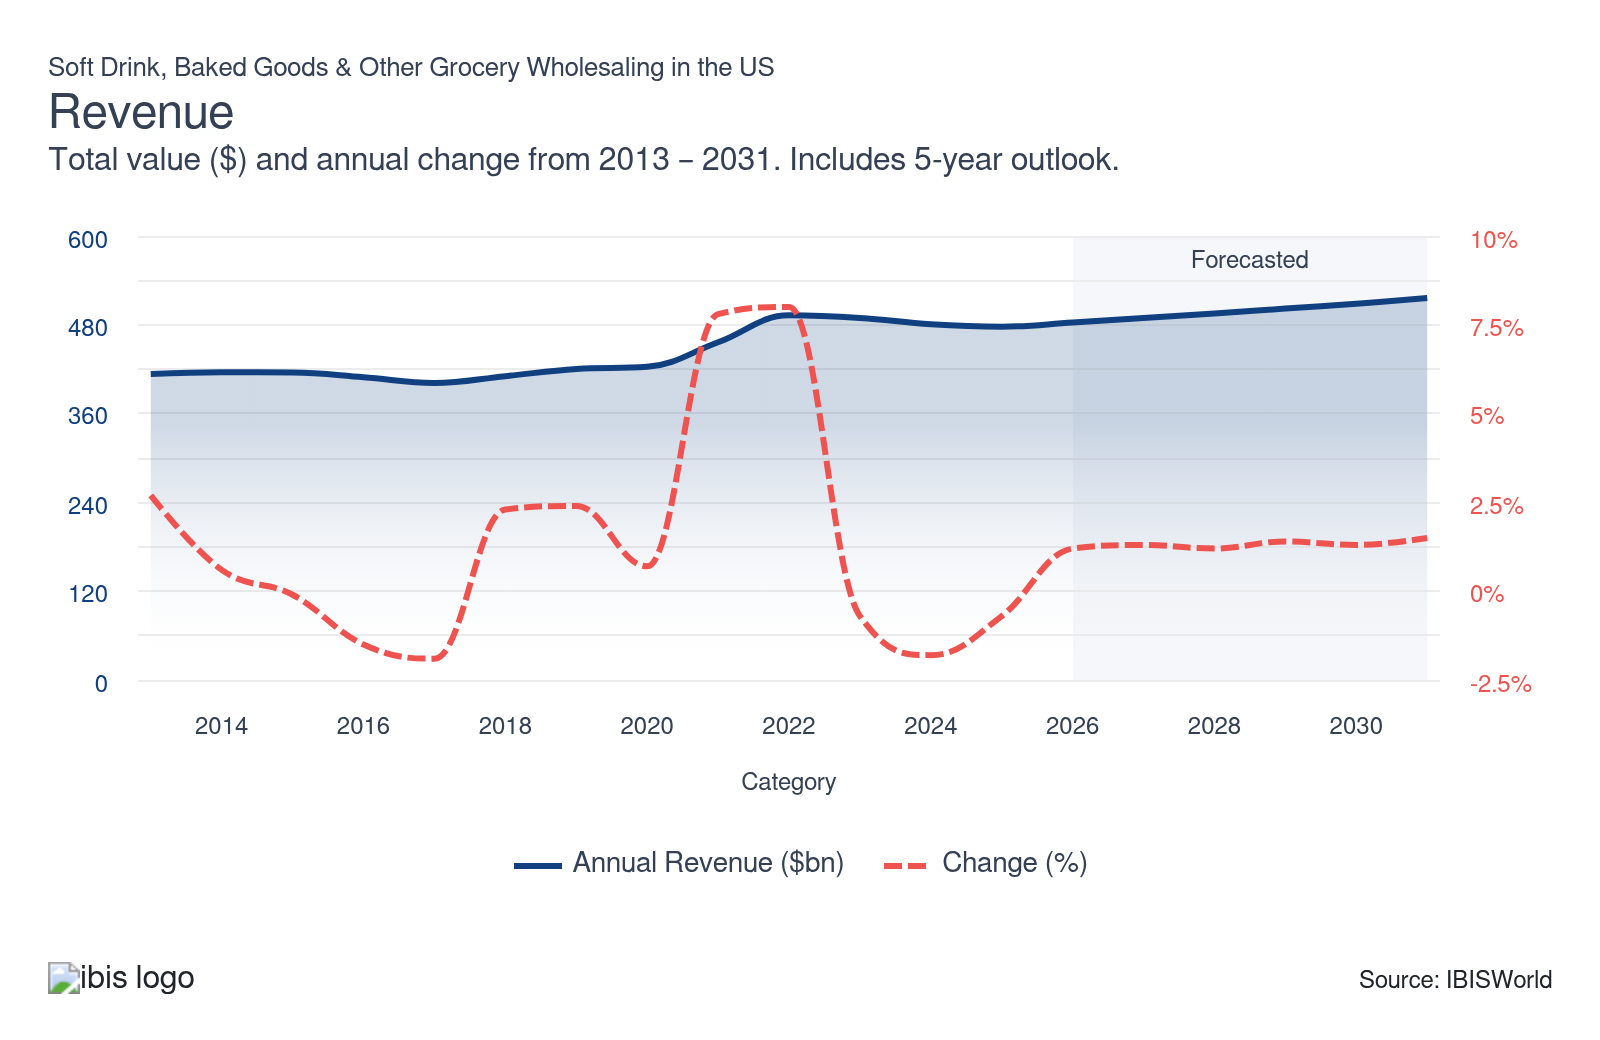 Soft Drink, Baked Goods & Other Grocery Wholesaling in the US
Revenue
Total value ($) and annual change from 2013 – 2031. Includes 5-year outlook.
600 10%
Forecasted
480 7.5%
360 5%
240 2.5%
120 0%
0 -2.5%
2014 2016 2018 2020 2022 2024 2026 2028 2030
Category
Annual Revenue ($bn) Change (%)
ibis logo Source: IBISWorld